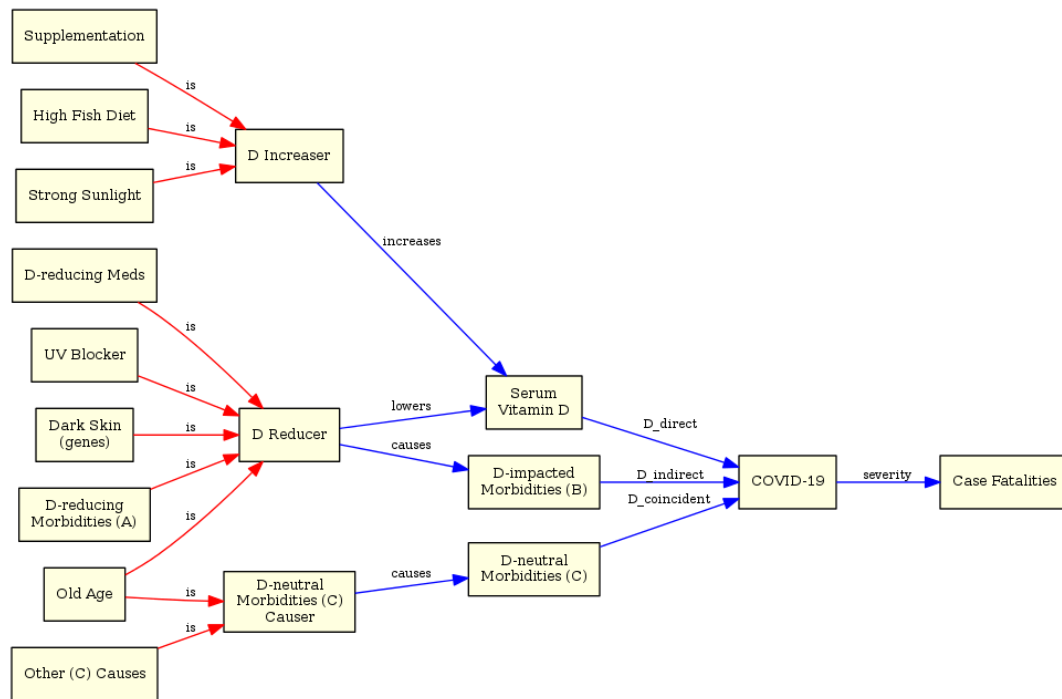 Supplementation
is
High Fish Diet
is
D Increaser
is
Strong Sunlight
increases
D-reducing Meds
is
UV Blocker
is
Dark Skin
(genes)
is
D Reducer
lowers
causes
Serum
Vitamin D
D_direct
is
D-reducing
Morbidities (A)
D-impacted
Morbidities (B)
D_indirect
COVID-19
severity
Case Fatalities
D_coincident
is
Old Age
is
D-neutral
Morbidities (C)
Causer
causes
D-neutral
Morbidities (C)
is
Other (C) Causes